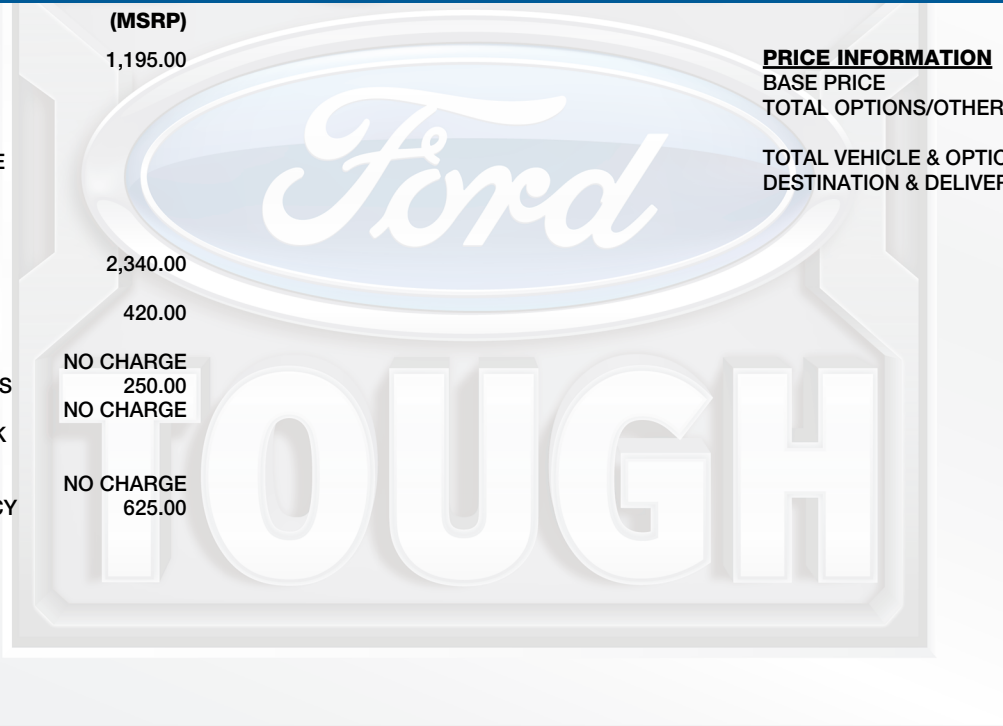 (MSRP)
1,195.00
E
2,340.00
420.00
NO CHARGE
S 250.00
NO CHARGE
K
NO CHARGE
CY 625.00
PRICE INFORMATION
BASE PRICE
TOTAL OPTIONS/OTHER
TOTAL VEHICLE & OPTIO
DESTINATION & DELIVER
Ford
TOUGH